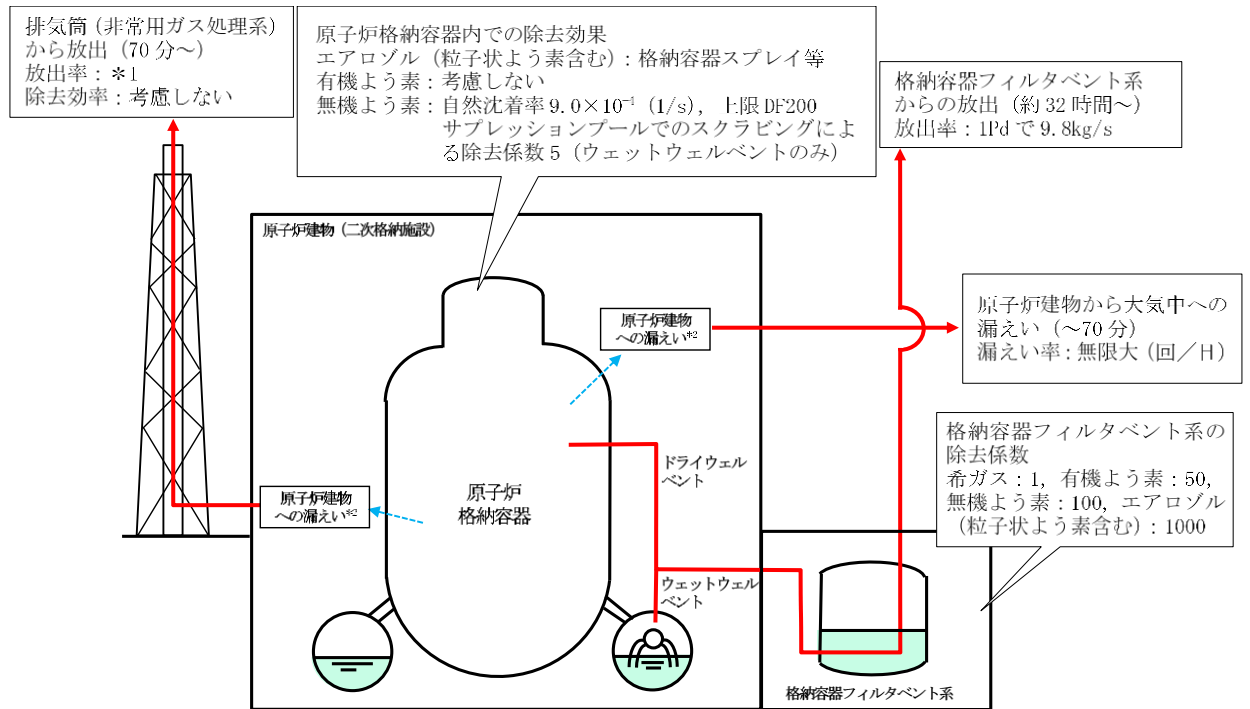 排気筒（非常用ガス処理系）
から放出（70 分～）
放出率：＊1
除去効率：考慮しない
原子炉格納容器内での除去効果
エアロゾル（粒子状よう素含む）：格納容器スプレイ等
有機よう素：考慮しない
無機よう素：自然沈着率 9.0×10⁻⁴（1/s），上限 DF200
サプレッションプールでのスクラビングによ
る除去係数 5（ウェットウェルベントのみ）
格納容器フィルタベント系
からの放出（約 32 時間～）
放出率：1Pd で 9.8kg/s
原子炉建物（二次格納施設）
原子炉建物
への漏えい*2
原子炉建物から大気中への
漏えい（～70 分）
漏えい率：無限大（回／H）
格納容器フィルタベント系の
除去係数
希ガス：1，有機よう素：50，
無機よう素：100，エアロゾル
（粒子状よう素含む）：1000
ドライウェル
ベント
原子炉建物
への漏えい*2
原子炉
格納容器
ウェットウェル
ベント
格納容器フィルタベント系